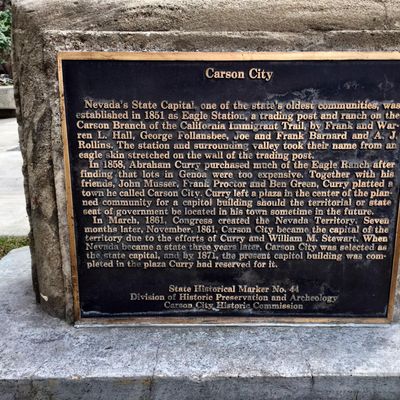 Carson City
Nevada's State Capital, one of the state's oldest communities, was
established in 1851 as Eagle Station, a trading post and ranch on the
Carson Branch of the California Immigrant Trail, by Frank and War-
ren L. Hall, George Follansbee, Joe and Frank Barnard and A. J.
Rollins. The station and surrounding valley took their name from an
eagle skin stretched on the wall of the trading post.
In 1858, Abraham Curry purchased much of the Eagle Ranch after
finding that lots in Genoa were too expensive. Together with his
friends, John Musser, Frank Proctor and Ben Green, Curry platted a
town he called Carson City. Curry left a plaza in the center of the plan-
ned community for a capitol building should the territorial or state
seat of government be located in his town sometime in the future.
In March, 1861, Congress created the Nevada Territory. Seven
months later, November, 1861, Carson City became the capital of the
territory due to the efforts of Curry and William M. Stewart. When
Nevada became a state three years later, Carson City was selected as
the state capital, and by 1871, the present capitol building was com-
pleted in the plaza Curry had reserved for it.
State Historical Marker No. 44
Division of Historic Preservation and Archeology
Carson City Historic Commission